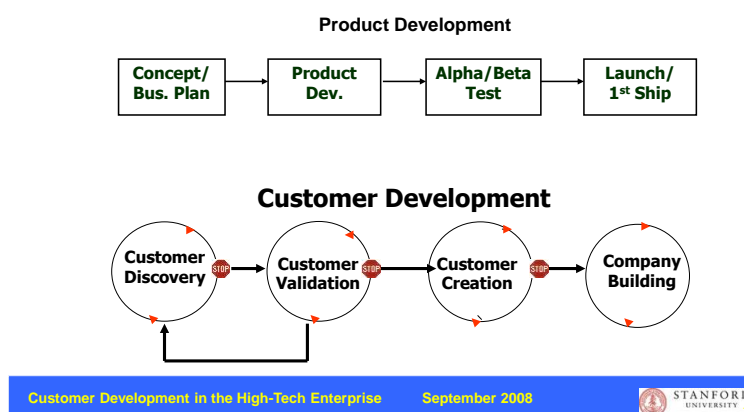 Product Development
Concept/ Product Alpha/Beta Launch/
Bus. Plan Dev. Test 1st Ship
Customer Development
Customer STOP Customer STOP Customer STOP Company
Discovery Validation Creation Building
Customer Development in the High-Tech Enterprise September 2008
STANFORD
UNIVERSITY